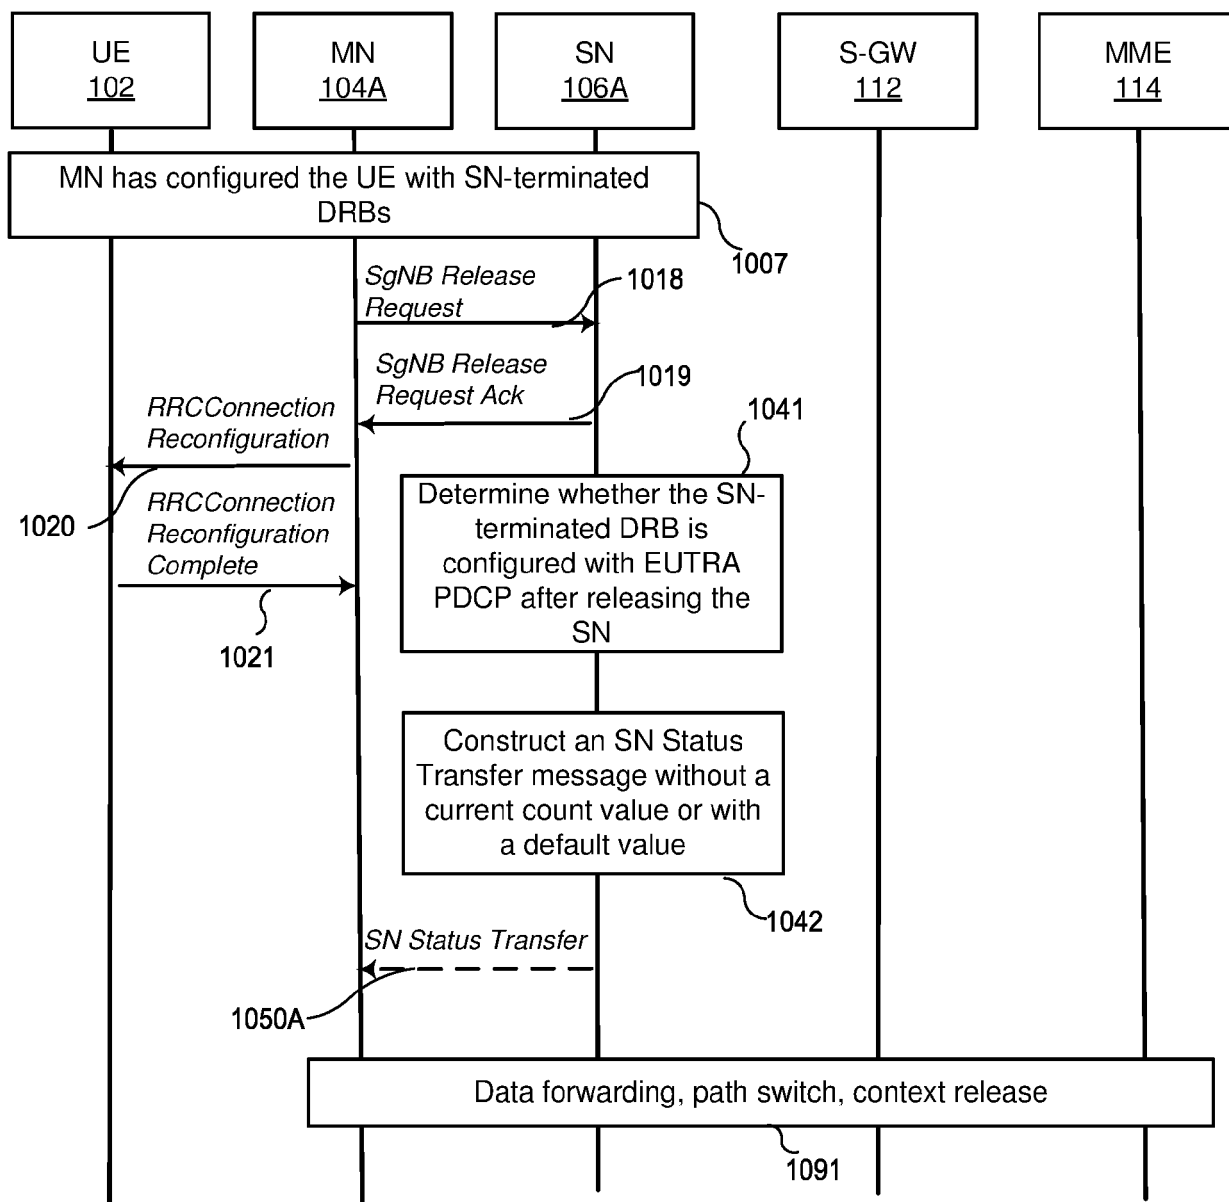 UE
102
MN
104A
SN
106A
S-GW
112
MME
114
MN has configured the UE with SN-terminated
DRBs
1007
SgNB Release
Request
1018
SgNB Release
Request Ack
1019
RRCConnection
Reconfiguration
1020
1041
Determine whether the SN-
terminated DRB is
configured with EUTRA
PDCP after releasing the
SN
RRCConnection
Reconfiguration
Complete
1021
Construct an SN Status
Transfer message without a
current count value or with
a default value
1042
SN Status Transfer
1050A
Data forwarding, path switch, context release
1091